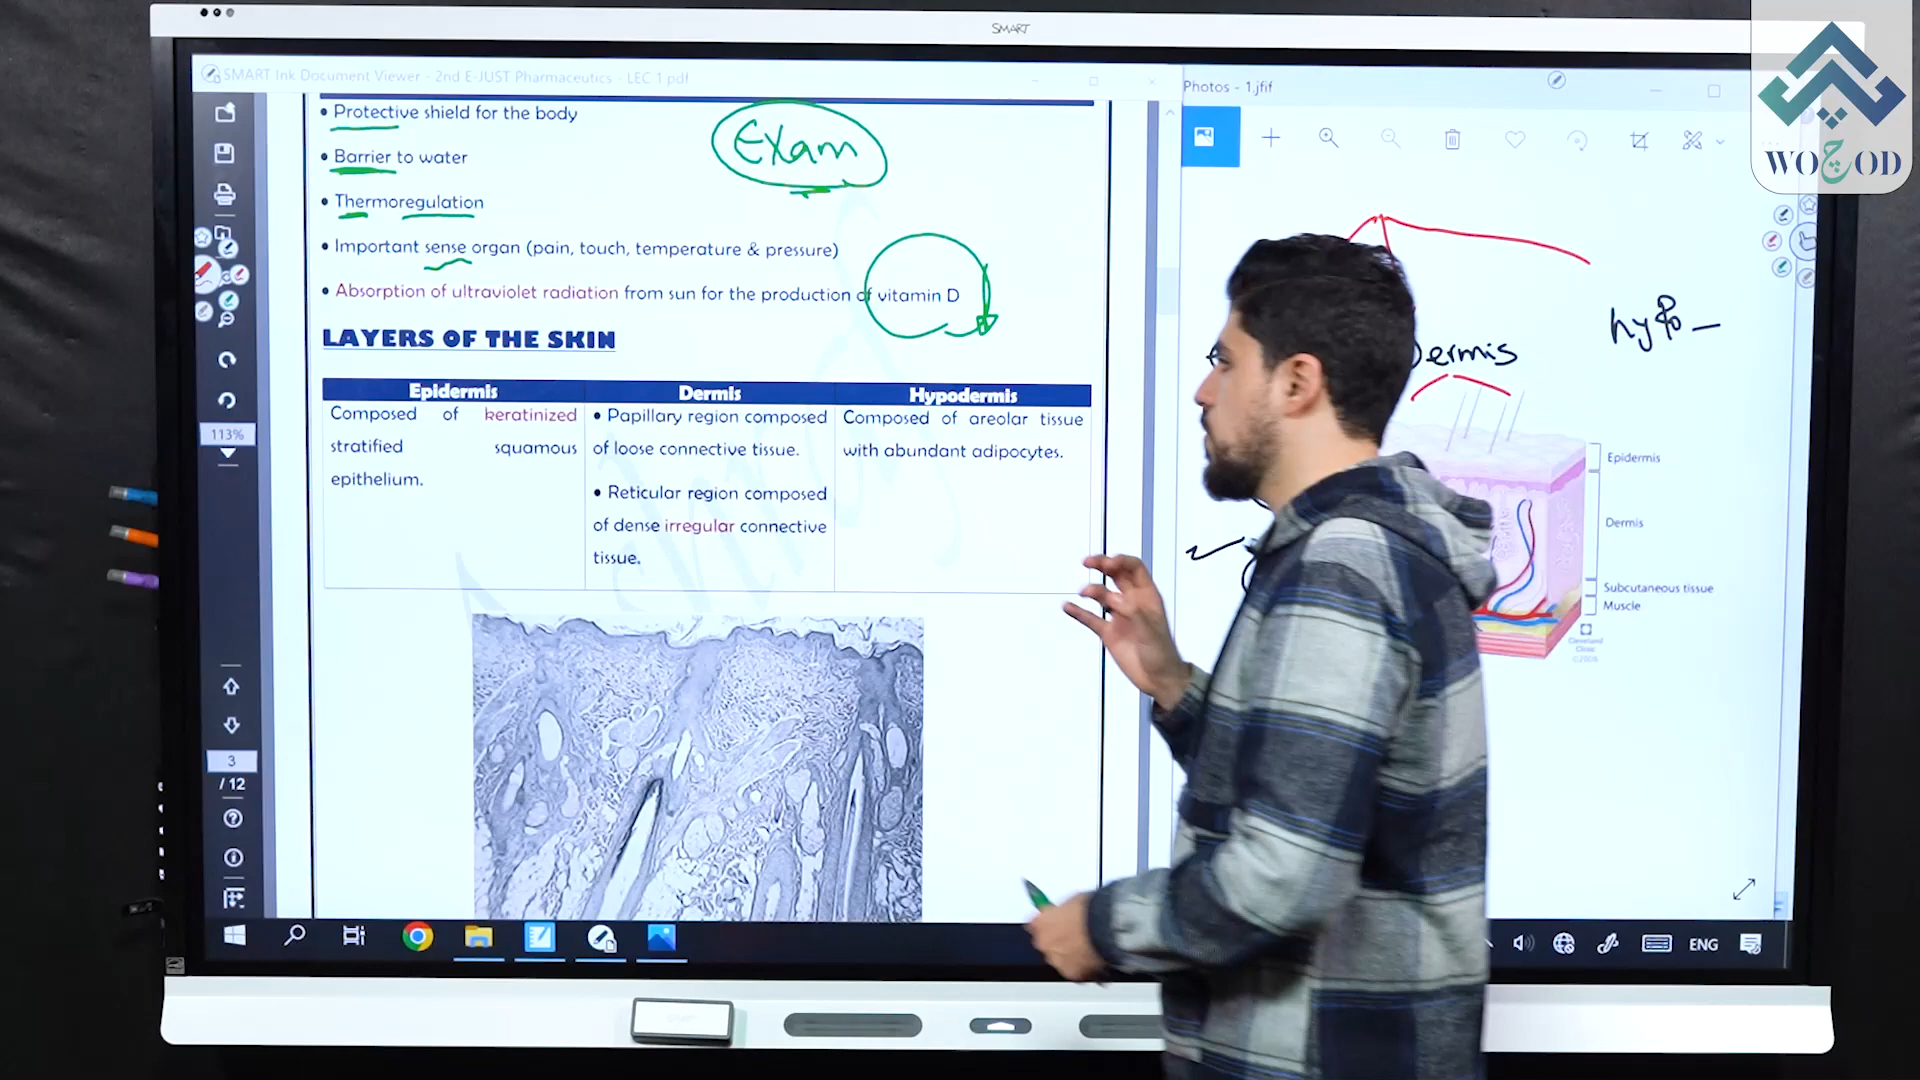 SMART
SMART Ink Document Viewer - 2nd E-JUST Pharmaceutics - LEC 1 pdf
• Protective shield for the body
• Barrier to water
• Thermoregulation
• Important sense organ (pain, touch, temperature & pressure)
• Absorption of ultraviolet radiation from sun for the production of vitamin D
Exam
LAYERS OF THE SKIN
Epidermis Dermis Hypodermis
Composed of keratinized
stratified squamous
epithelium.
• Papillary region composed
of loose connective tissue.
• Reticular region composed
of dense irregular connective
tissue.
Composed of areolar tissue
with abundant adipocytes.
113%
3
/ 12
Photos - 1.jfif
hypo -
Dermis
Epidermis
Dermis
Subcutaneous tissue
Muscle
Cleveland
Clinic
ENG
WOجOD